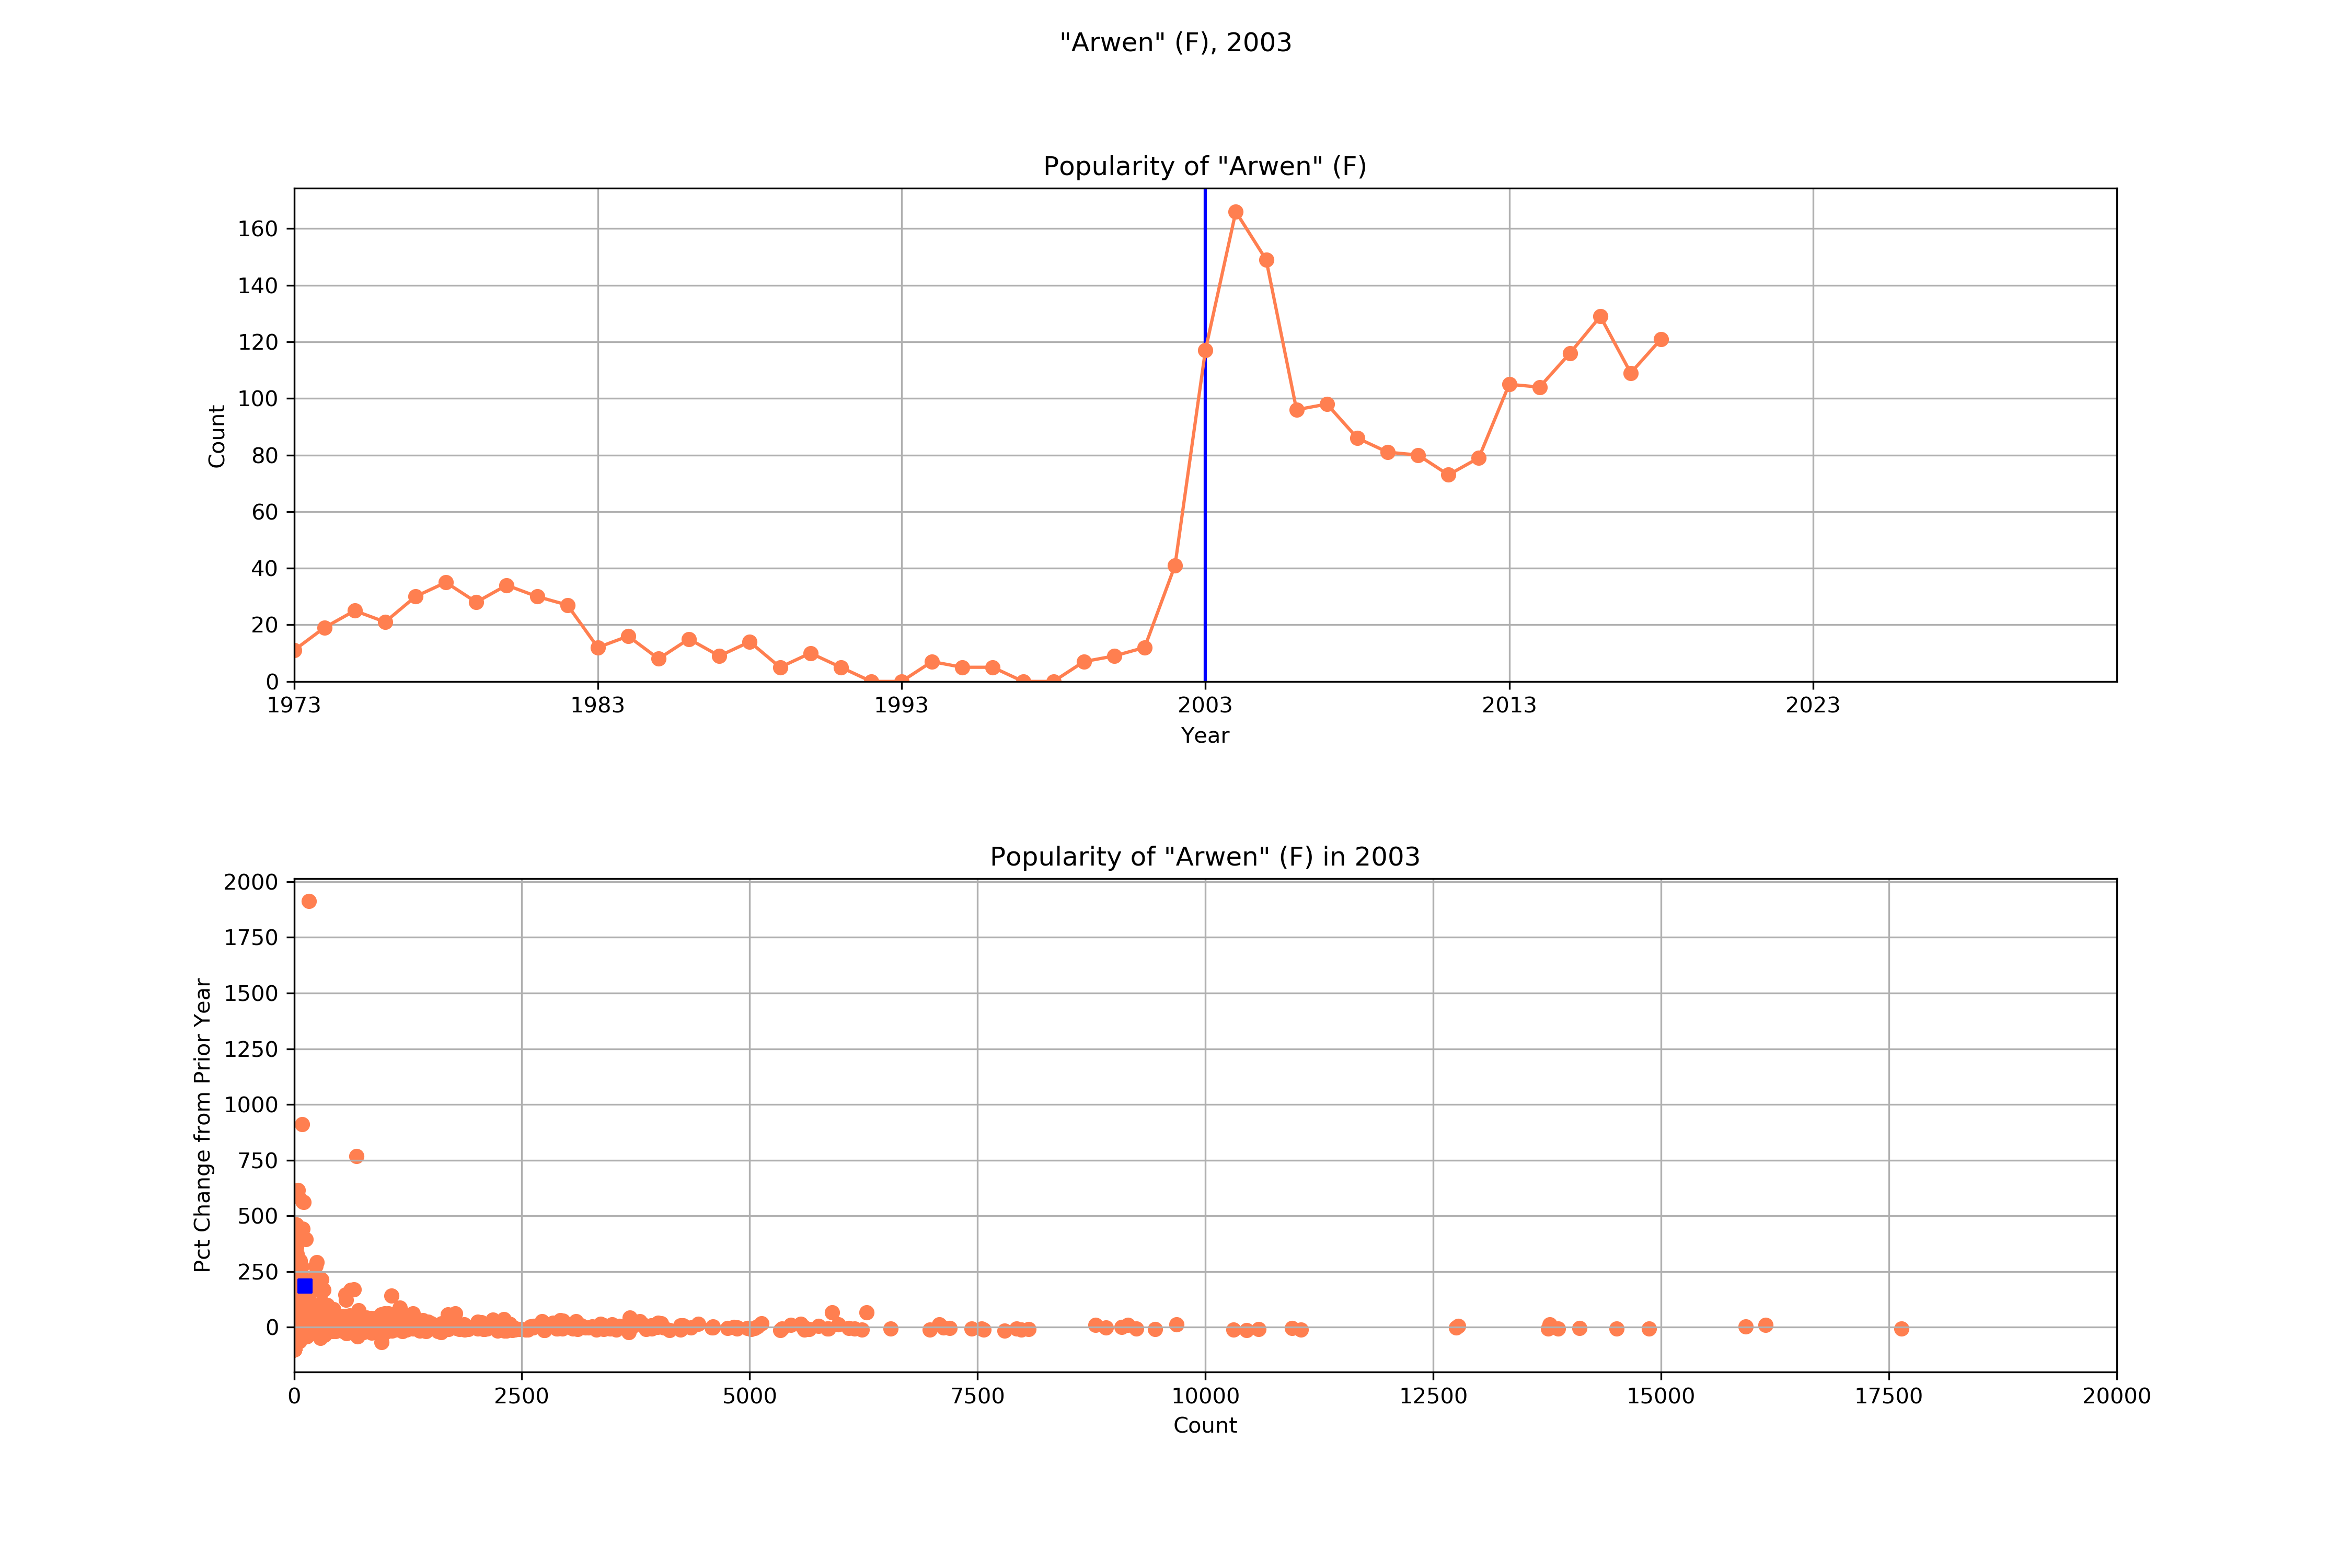 "Arwen" (F), 2003
Popularity of "Arwen" (F)
160
140
120
100
80
60
40
20
0
Count
1973 1983 1993 2003 2013 2023
Year
Popularity of "Arwen" (F) in 2003
2000
1750
1500
1250
1000
750
500
250
0
Pct Change from Prior Year
0 2500 5000 7500 10000 12500 15000 17500 20000
Count